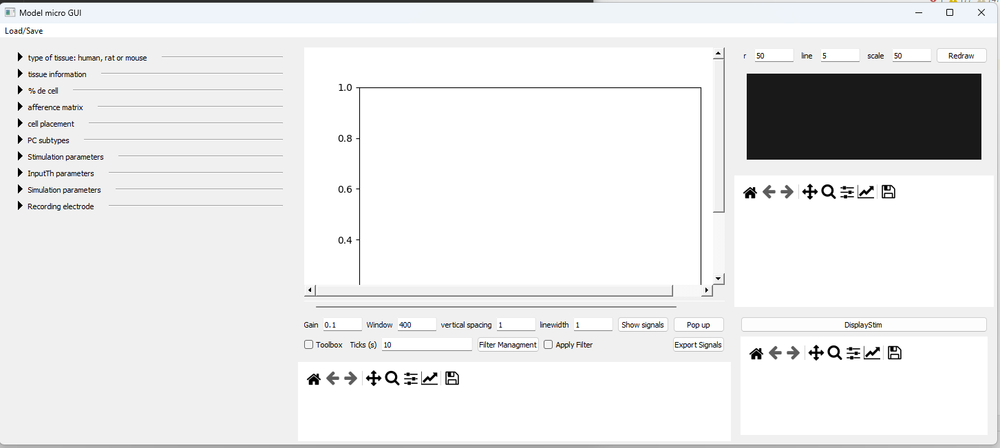 Model micro GUI
Load/Save
type of tissue: human, rat or mouse
tissue information
% de cell
afference matrix
cell placement
PC subtypes
Stimulation parameters
InputTh parameters
Simulation parameters
Recording electrode
1.0
0.8
0.6
0.4
Gain 0.1 Window 400 vertical spacing 1 linewidth 1 Show signals Pop up
Toolbox Ticks (s) 10 Filter Managment Apply Filter Export Signals
r 50 line 5 scale 50 Redraw
DisplayStim